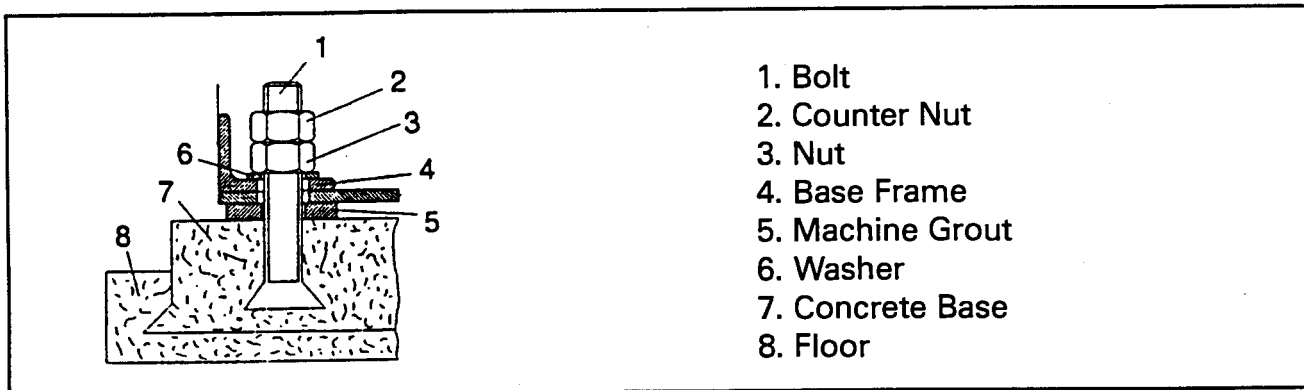 1
2
3
6
4
7
5
8
1. Bolt
2. Counter Nut
3. Nut
4. Base Frame
5. Machine Grout
6. Washer
7. Concrete Base
8. Floor